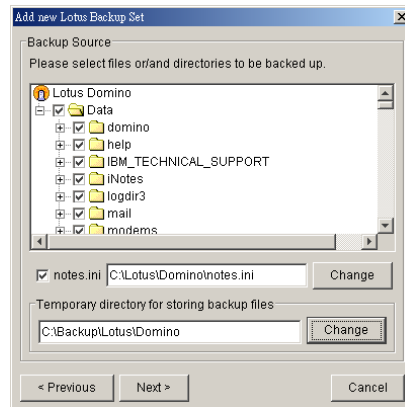 Add new Lotus Backup Set
Backup Source
Please select files or/and directories to be backed up.
Lotus Domino
Data
domino
help
IBM_TECHNICAL_SUPPORT
iNotes
logdir3
mail
modems
notes.ini C:\Lotus\Domino\notes.ini Change
Temporary directory for storing backup files
C:\Backup\Lotus\Domino Change
< Previous Next > Cancel